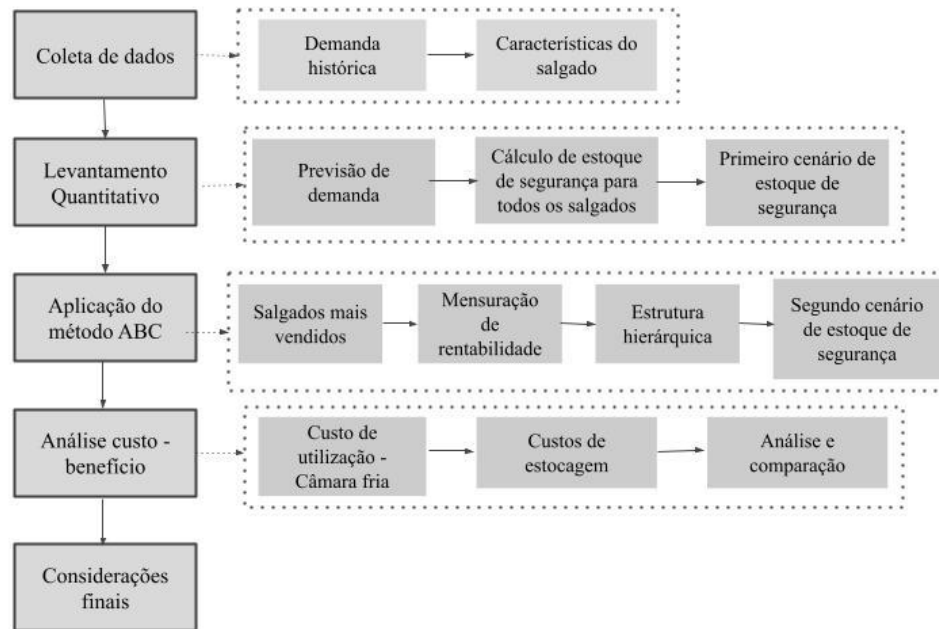 Coleta de dados
Demanda
histórica
Características do
salgado
Levantamento
Quantitativo
Previsão de
demanda
Cálculo de estoque
de segurança para
todos os salgados
Primeiro cenário de
estoque de
segurança
Aplicação do
método ABC
Salgados mais
vendidos
Mensuração
de
rentabilidade
Estrutura
hierárquica
Segundo cenário
de estoque de
segurança
Análise custo -
benefício
Custo de
utilização -
Câmara fria
Custos de
estocagem
Análise e
comparação
Considerações
finais